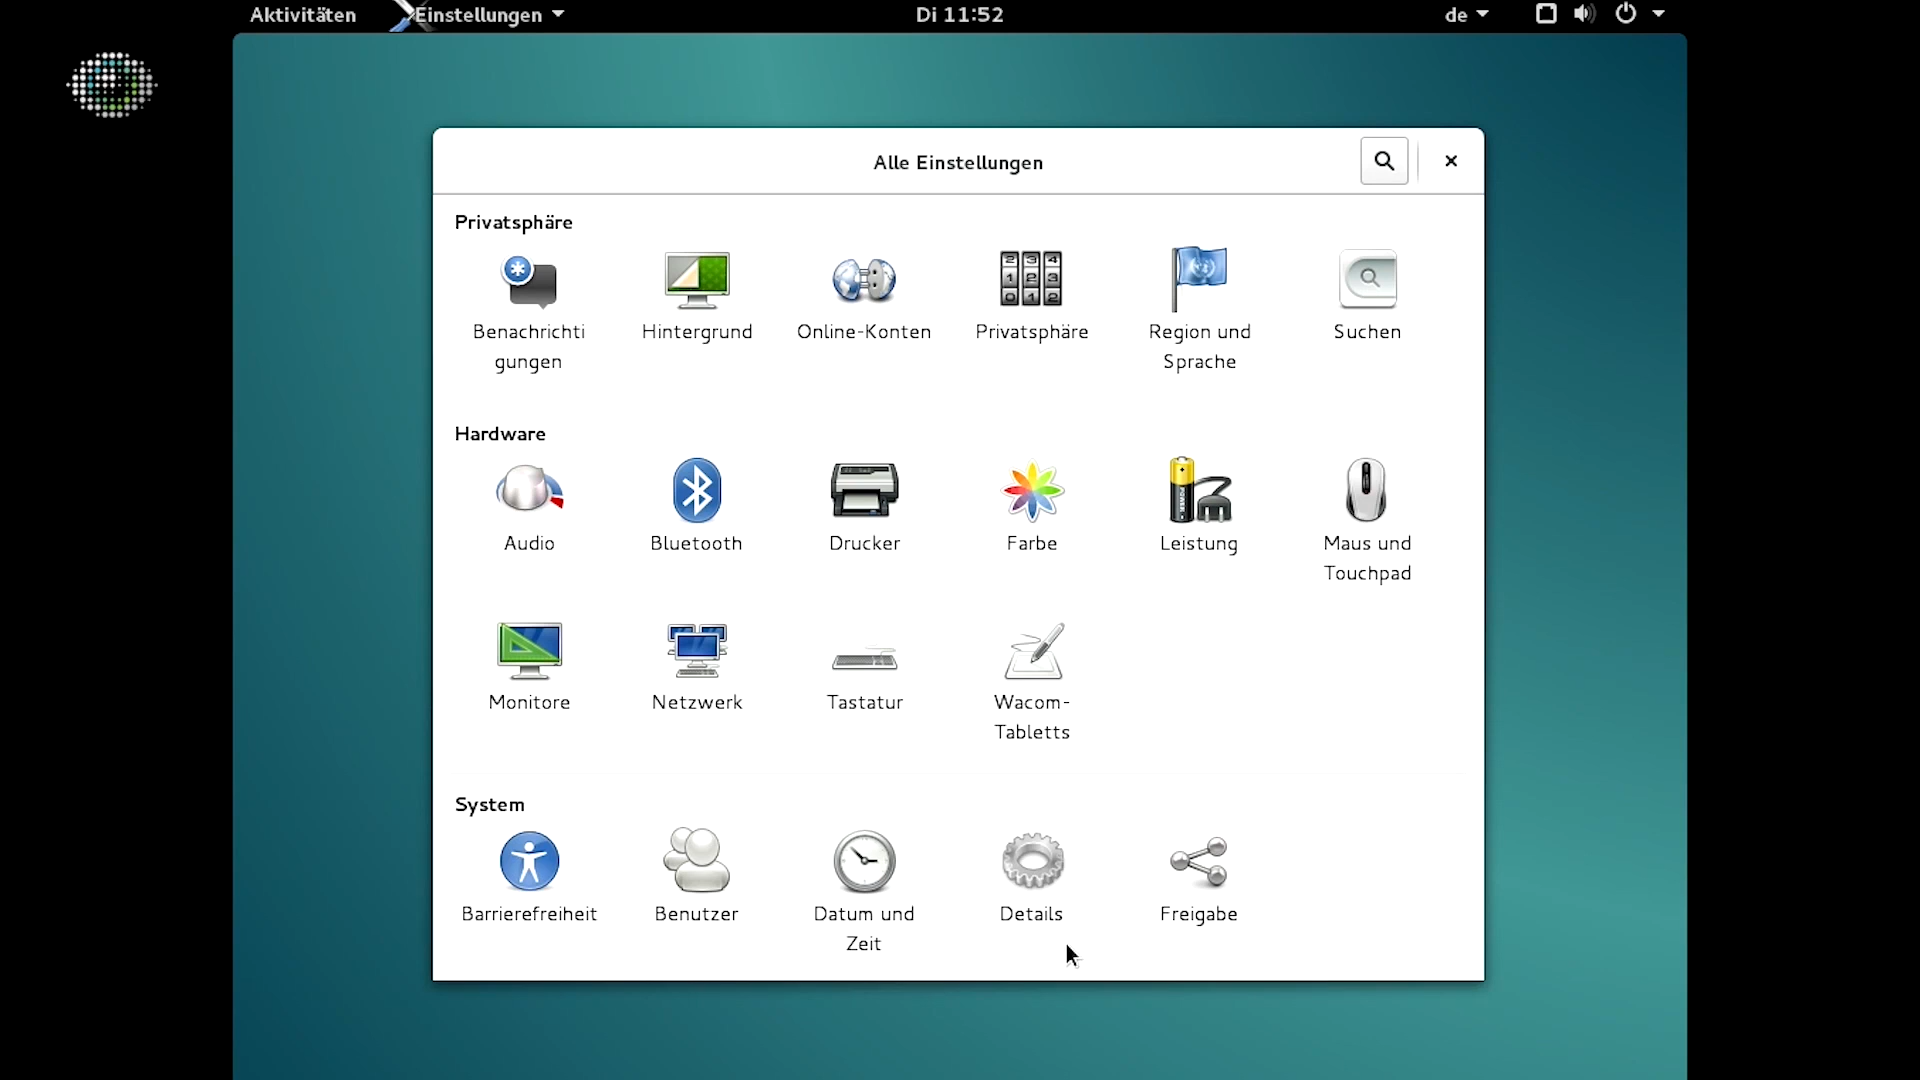 Aktivitäten Einstellungen Di 11:52 de
Alle Einstellungen
Privatsphäre
Benachrichti
gungen
Hintergrund
Online-Konten
Privatsphäre
Region und
Sprache
Suchen
Hardware
Audio
Bluetooth
Drucker
Farbe
Leistung
Maus und
Touchpad
Monitore
Netzwerk
Tastatur
Wacom-
Tabletts
System
Barrierefreiheit
Benutzer
Datum und
Zeit
Details
Freigabe